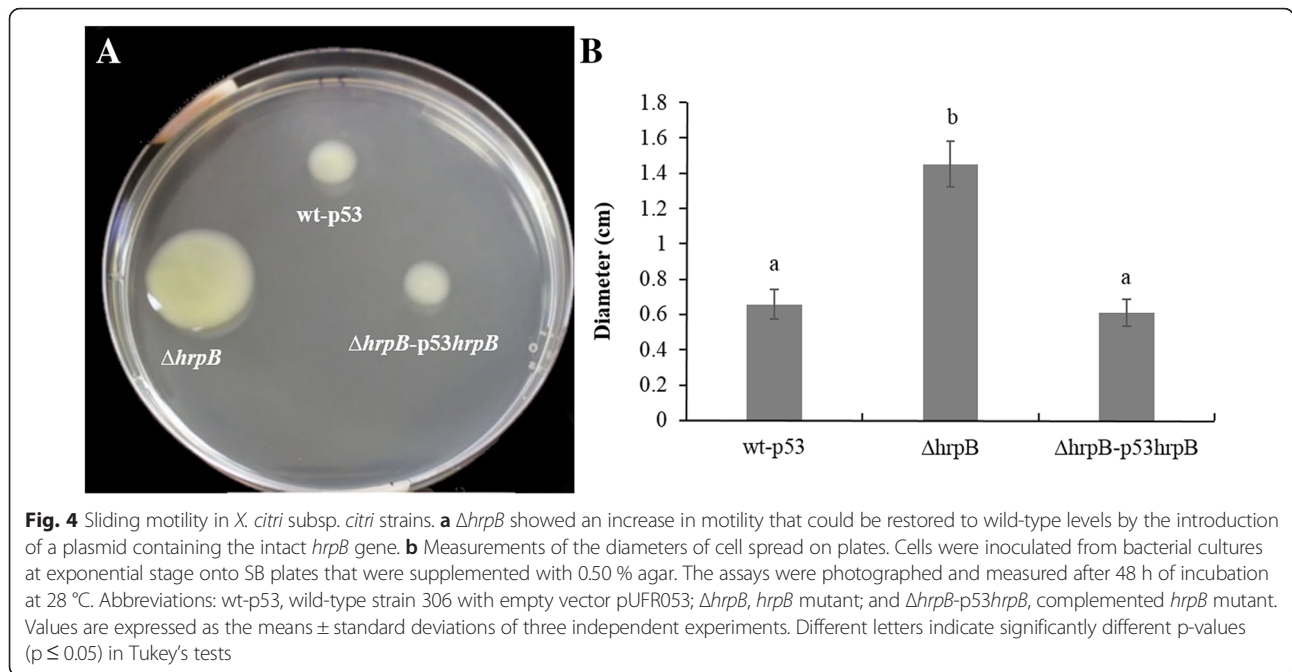 A
B
wt-p53
ΔhrpB
ΔhrpB-p53hrpB
Diameter (cm)
1.8
1.6
1.4
1.2
1
0.8
0.6
0.4
0.2
0
a
b
a
wt-p53
ΔhrpB
ΔhrpB-p53hrpB
Fig. 4 Sliding motility in X. citri subsp. citri strains. a ΔhrpB showed an increase in motility that could be restored to wild-type levels by the introduction
of a plasmid containing the intact hrpB gene. b Measurements of the diameters of cell spread on plates. Cells were inoculated from bacterial cultures
at exponential stage onto SB plates that were supplemented with 0.50 % agar. The assays were photographed and measured after 48 h of incubation
at 28 °C. Abbreviations: wt-p53, wild-type strain 306 with empty vector pUFR053; ΔhrpB, hrpB mutant; and ΔhrpB-p53hrpB, complemented hrpB mutant.
Values are expressed as the means ± standard deviations of three independent experiments. Different letters indicate significantly different p-values
(p ≤ 0.05) in Tukey's tests